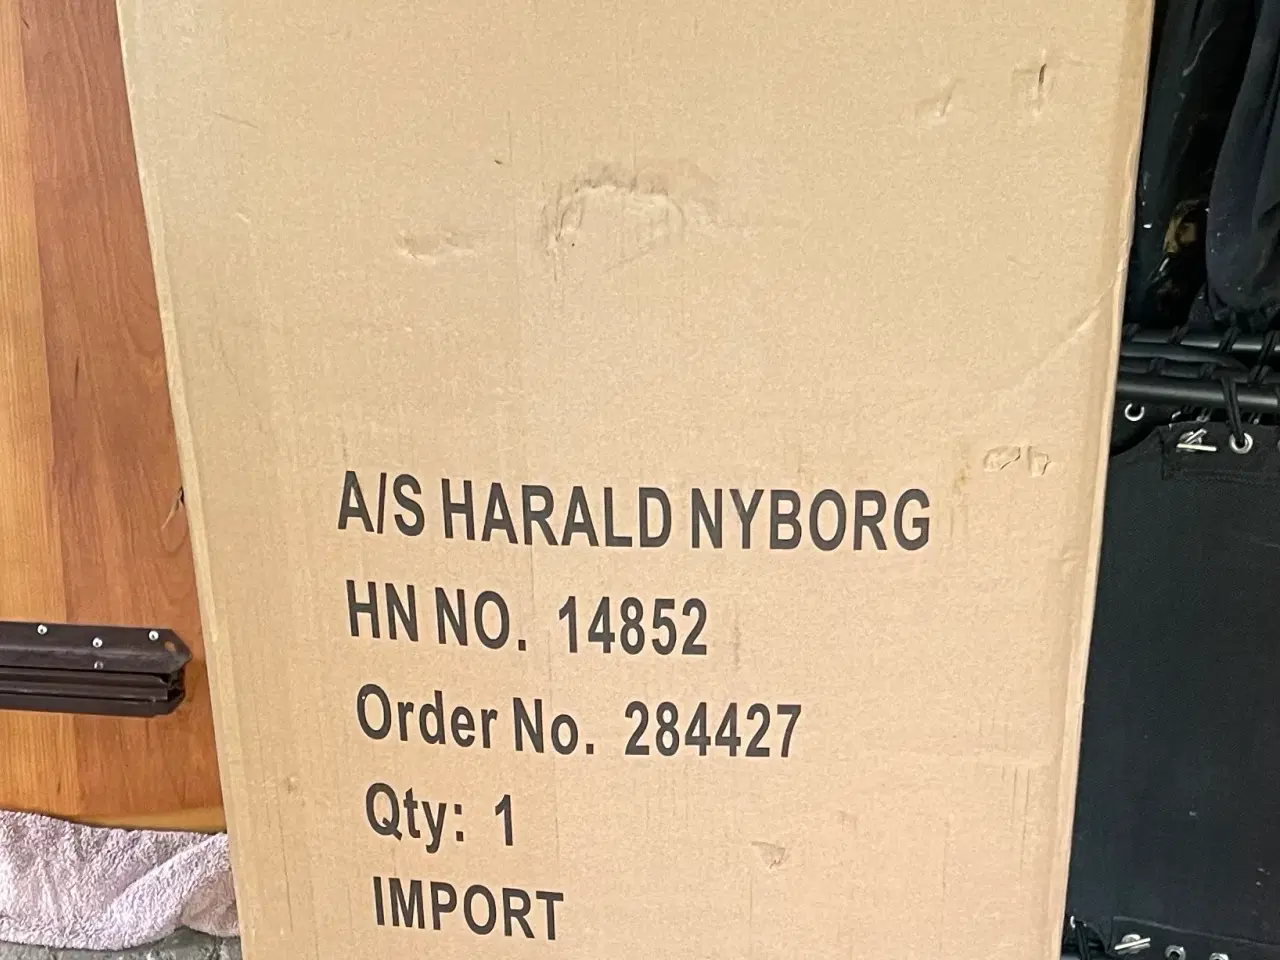 A/S HARALD NYBORG
HN NO. 14852
Order No. 284427
Qty: 1
IMPORT